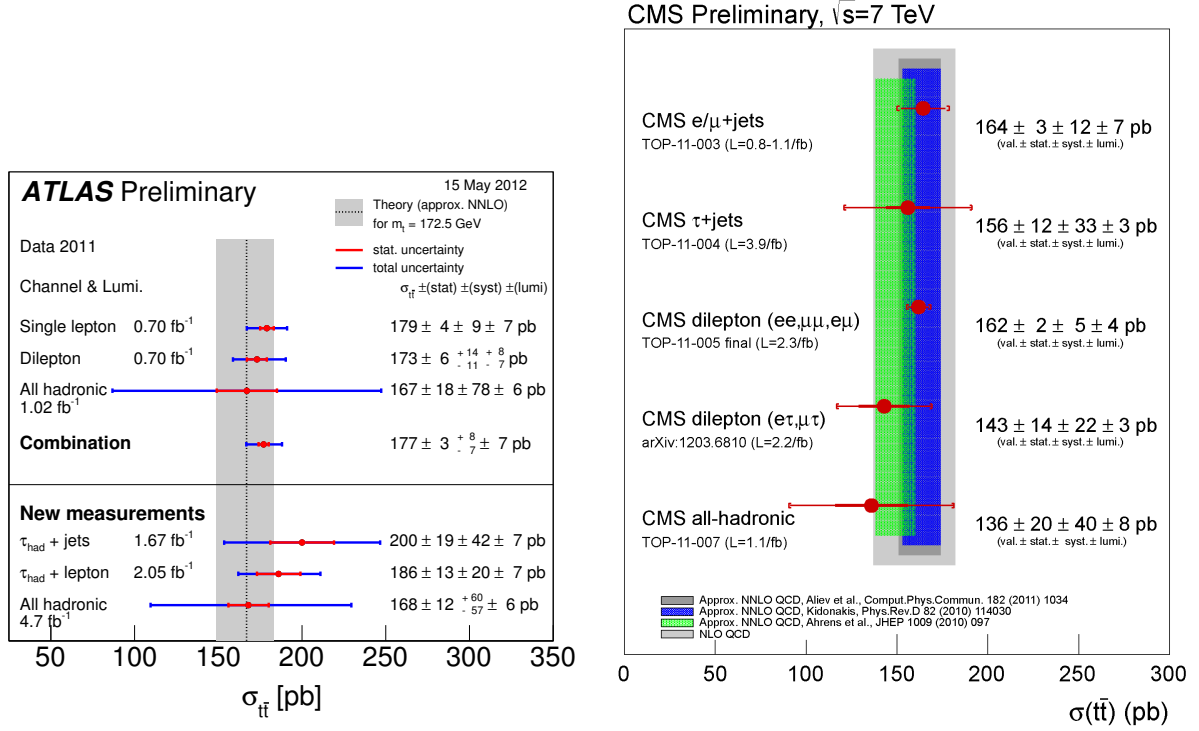 ATLAS Preliminary
15 May 2012
Theory (approx. NNLO)
for mt = 172.5 GeV
stat. uncertainty
total uncertainty
Data 2011
Channel & Lumi.
σtt̄ ±(stat) ±(syst) ±(lumi)
Single lepton 0.70 fb-1 179 ± 4 ± 9 ± 7 pb
Dilepton 0.70 fb-1 173 ± 6 +14 -11 +8 -7 pb
All hadronic 167 ± 18 ± 78 ± 6 pb
1.02 fb-1
Combination 177 ± 3 +8 -7 ± 7 pb
New measurements
τhad + jets 1.67 fb-1 200 ± 19 ± 42 ± 7 pb
τhad + lepton 2.05 fb-1 186 ± 13 ± 20 ± 7 pb
All hadronic 168 ± 12 +60 -57 ± 6 pb
4.7 fb-1
50 100 150 200 250 300 350
σtt̄ [pb]
CMS Preliminary, √s=7 TeV
CMS e/μ+jets
TOP-11-003 (L=0.8-1.1/fb)
164 ± 3 ± 12 ± 7 pb
(val. ± stat. ± syst. ± lumi.)
CMS τ+jets
TOP-11-004 (L=3.9/fb)
156 ± 12 ± 33 ± 3 pb
(val. ± stat. ± syst. ± lumi.)
CMS dilepton (ee,μμ,eμ)
TOP-11-005 final (L=2.3/fb)
162 ± 2 ± 5 ± 4 pb
(val. ± stat. ± syst. ± lumi.)
CMS dilepton (eτ,μτ)
arXiv:1203.6810 (L=2.2/fb)
143 ± 14 ± 22 ± 3 pb
(val. ± stat. ± syst. ± lumi.)
CMS all-hadronic
TOP-11-007 (L=1.1/fb)
136 ± 20 ± 40 ± 8 pb
(val. ± stat. ± syst. ± lumi.)
Approx. NNLO QCD, Aliev et al., Comput.Phys.Commun. 182 (2011) 1034
Approx. NNLO QCD, Kidonakis, Phys.Rev.D 82 (2010) 114030
Approx. NNLO QCD, Ahrens et al., JHEP 1009 (2010) 097
NLO QCD
0 50 100 150 200 250 300
σ(tt̄) (pb)